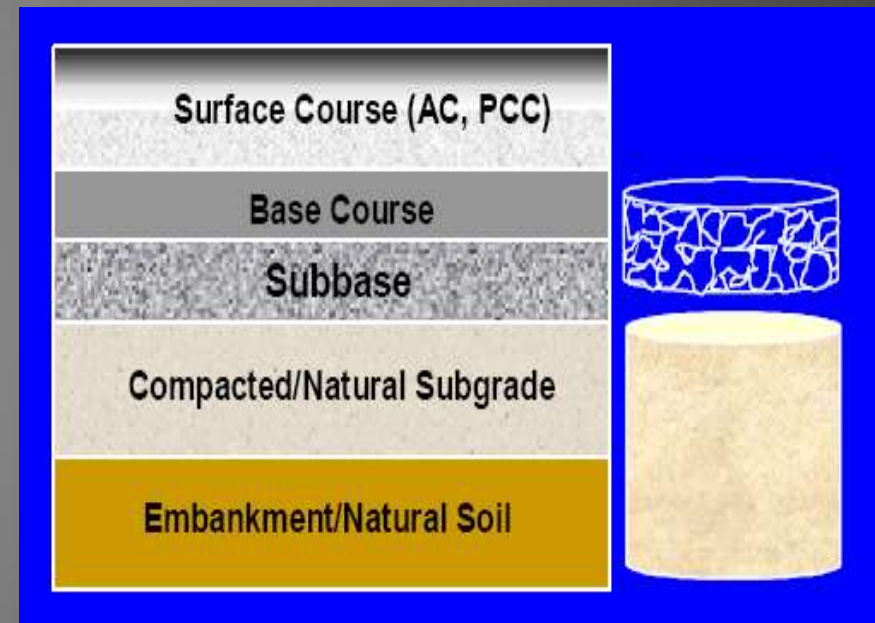 Surface Course (AC, PCC)
Base Course
Subbase
Compacted/Natural Subgrade
Embankment/Natural Soil